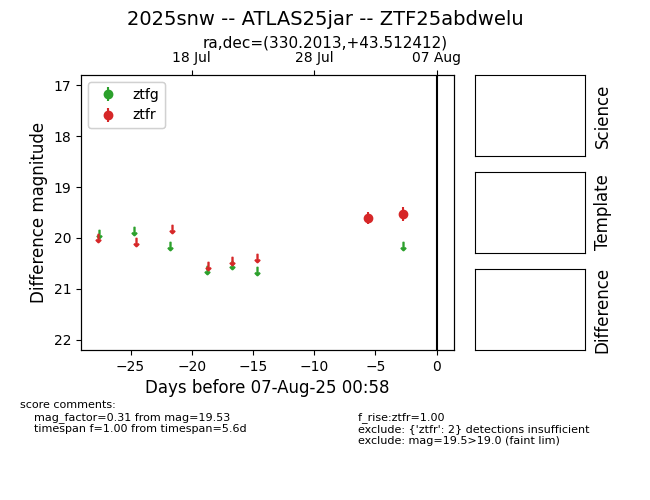 2025snw -- ATLAS25jar -- ZTF25abdwelu
ra,dec=(330.2013,+43.512412)
18 Jul
28 Jul
07 Aug
ztfg
ztfr
17
18
19
20
21
22
Difference magnitude
−25
−20
−15
−10
−5
0
Days before 07-Aug-25 00:58
Science
Template
Difference
score comments:
mag_factor=0.31 from mag=19.53
timespan f=1.00 from timespan=5.6d
f_rise:ztfr=1.00
exclude: {'ztfr': 2} detections insufficient
exclude: mag=19.5>19.0 (faint lim)